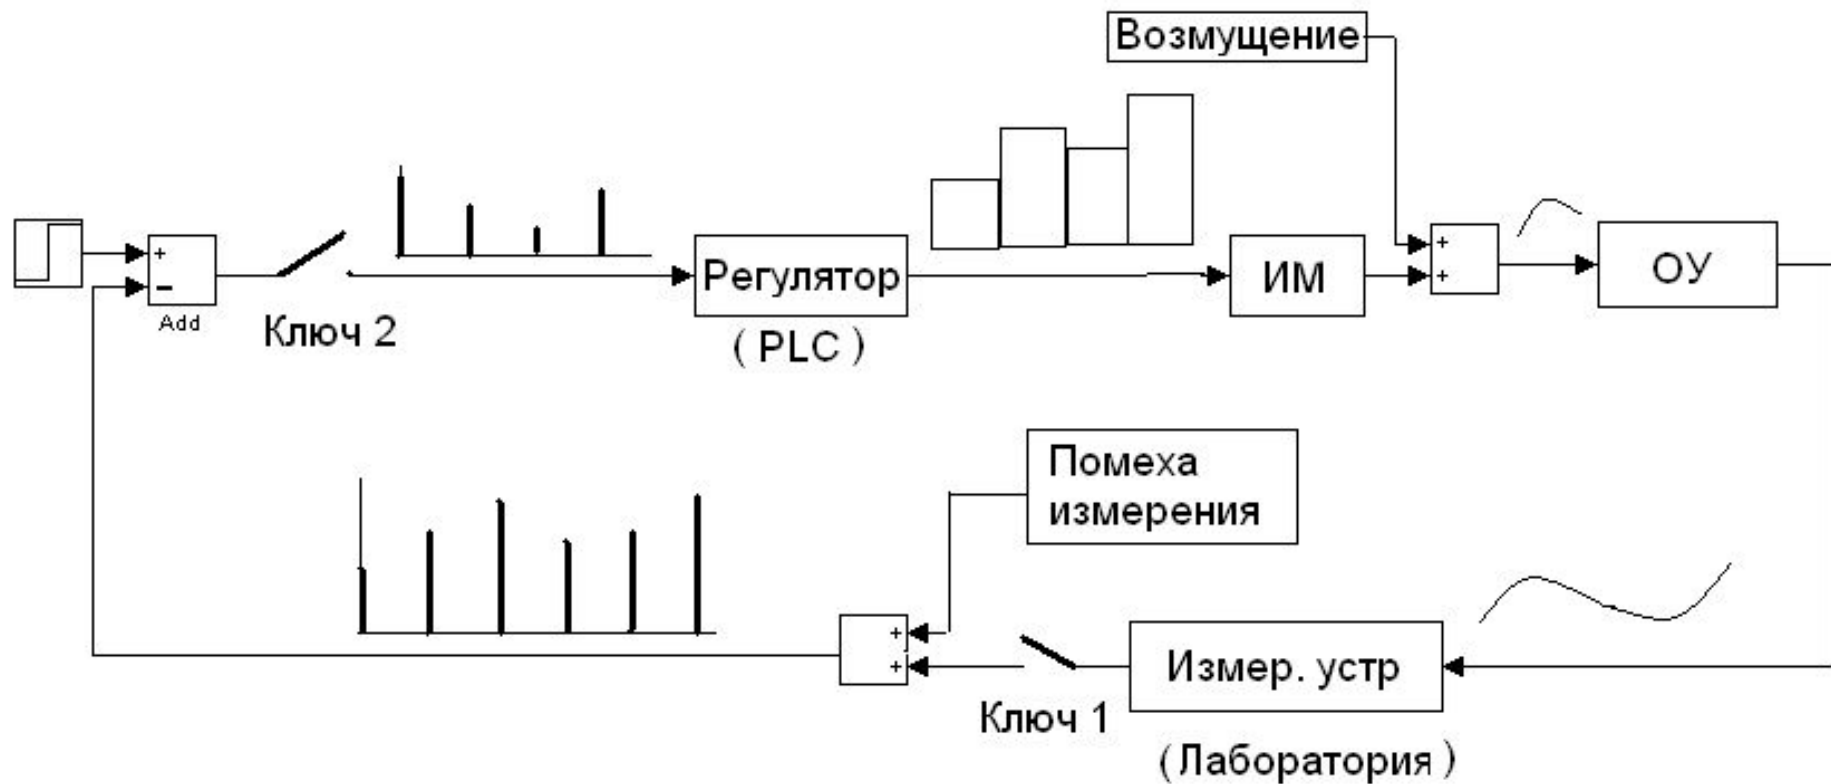 Возмущение
+
−
Add
Ключ 2
Регулятор
( PLC )
ИМ
+
+
ОУ
Помеха
измерения
+
+
Ключ 1
Измер. устр
(Лаборатория)